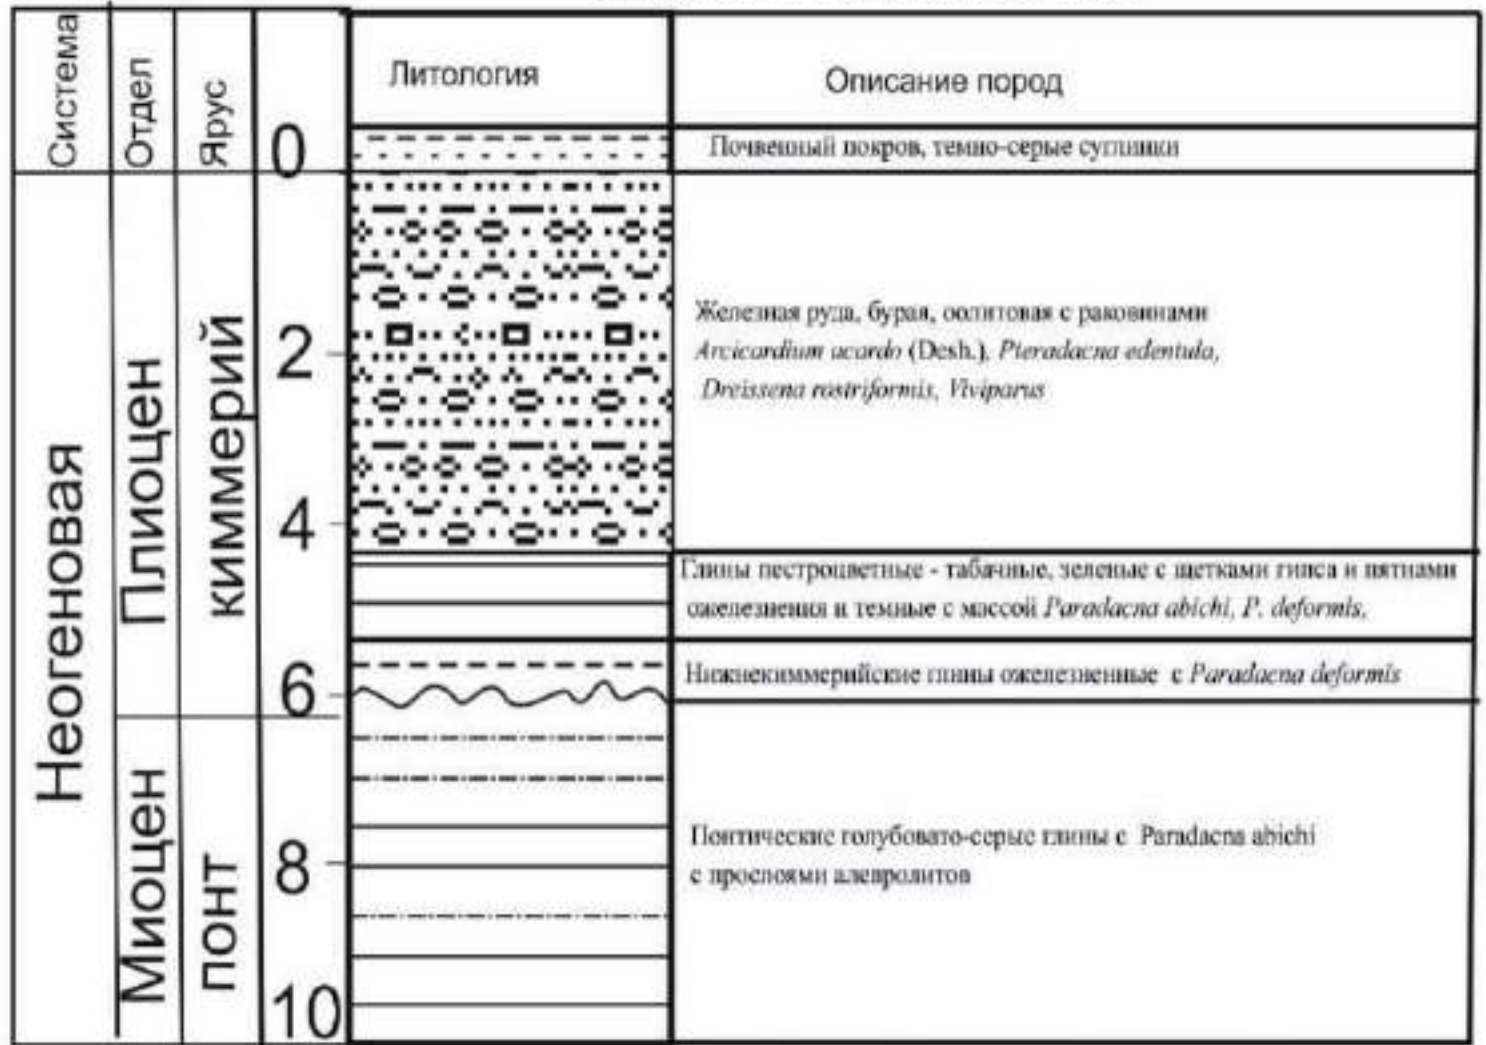 Система
Отдел
Ярус
Литология
Описание пород
0
Почвенный покров, темно-серые суглинки
Неогеновая
Плиоцен
киммерий
2
4
6
Железная руда, бурая, оолитовая с раковинами
Arcicardium acardo (Desh.), Pteradacna edentula,
Dreissena rostriformis, Viviparus
Глины пестроцветные - табачные, зеленые с щетками гипса и пятнами
ожелезнения и темные с массой Paradacna abichi, P. deformis,
Нижнекиммерийские глины ожелезненные с Paradacna deformis
Миоцен
понт
8
10
Понтические голубовато-серые глины с Paradacna abichi
с прослоями алевролитов